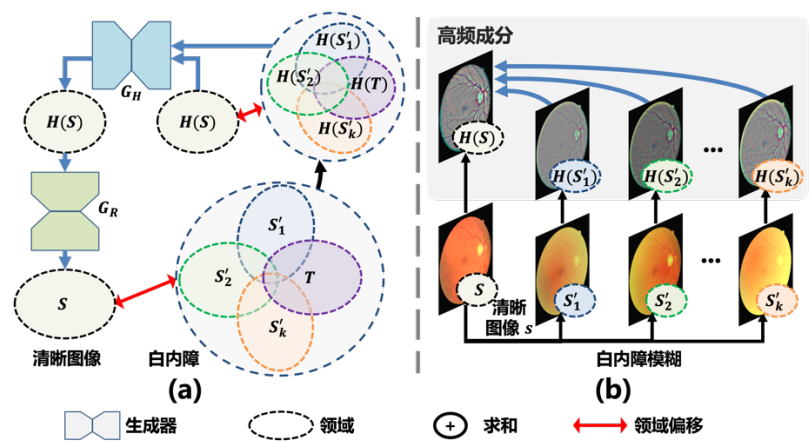 H(S'₁)
H(S'₂)
H(T)
H(S'ₖ)
G_H
H(S)
H(S)
G_R
S
S'₁
S'₂
T
S'ₖ
清晰图像
白内障
(a)
高频成分
H(S)
H(S'₁)
H(S'₂)
...
H(S'ₖ)
S
S'₁
S'₂
...
S'ₖ
清晰
图像 s
白内障模糊
(b)
生成器
领域
+
求和
领域偏移